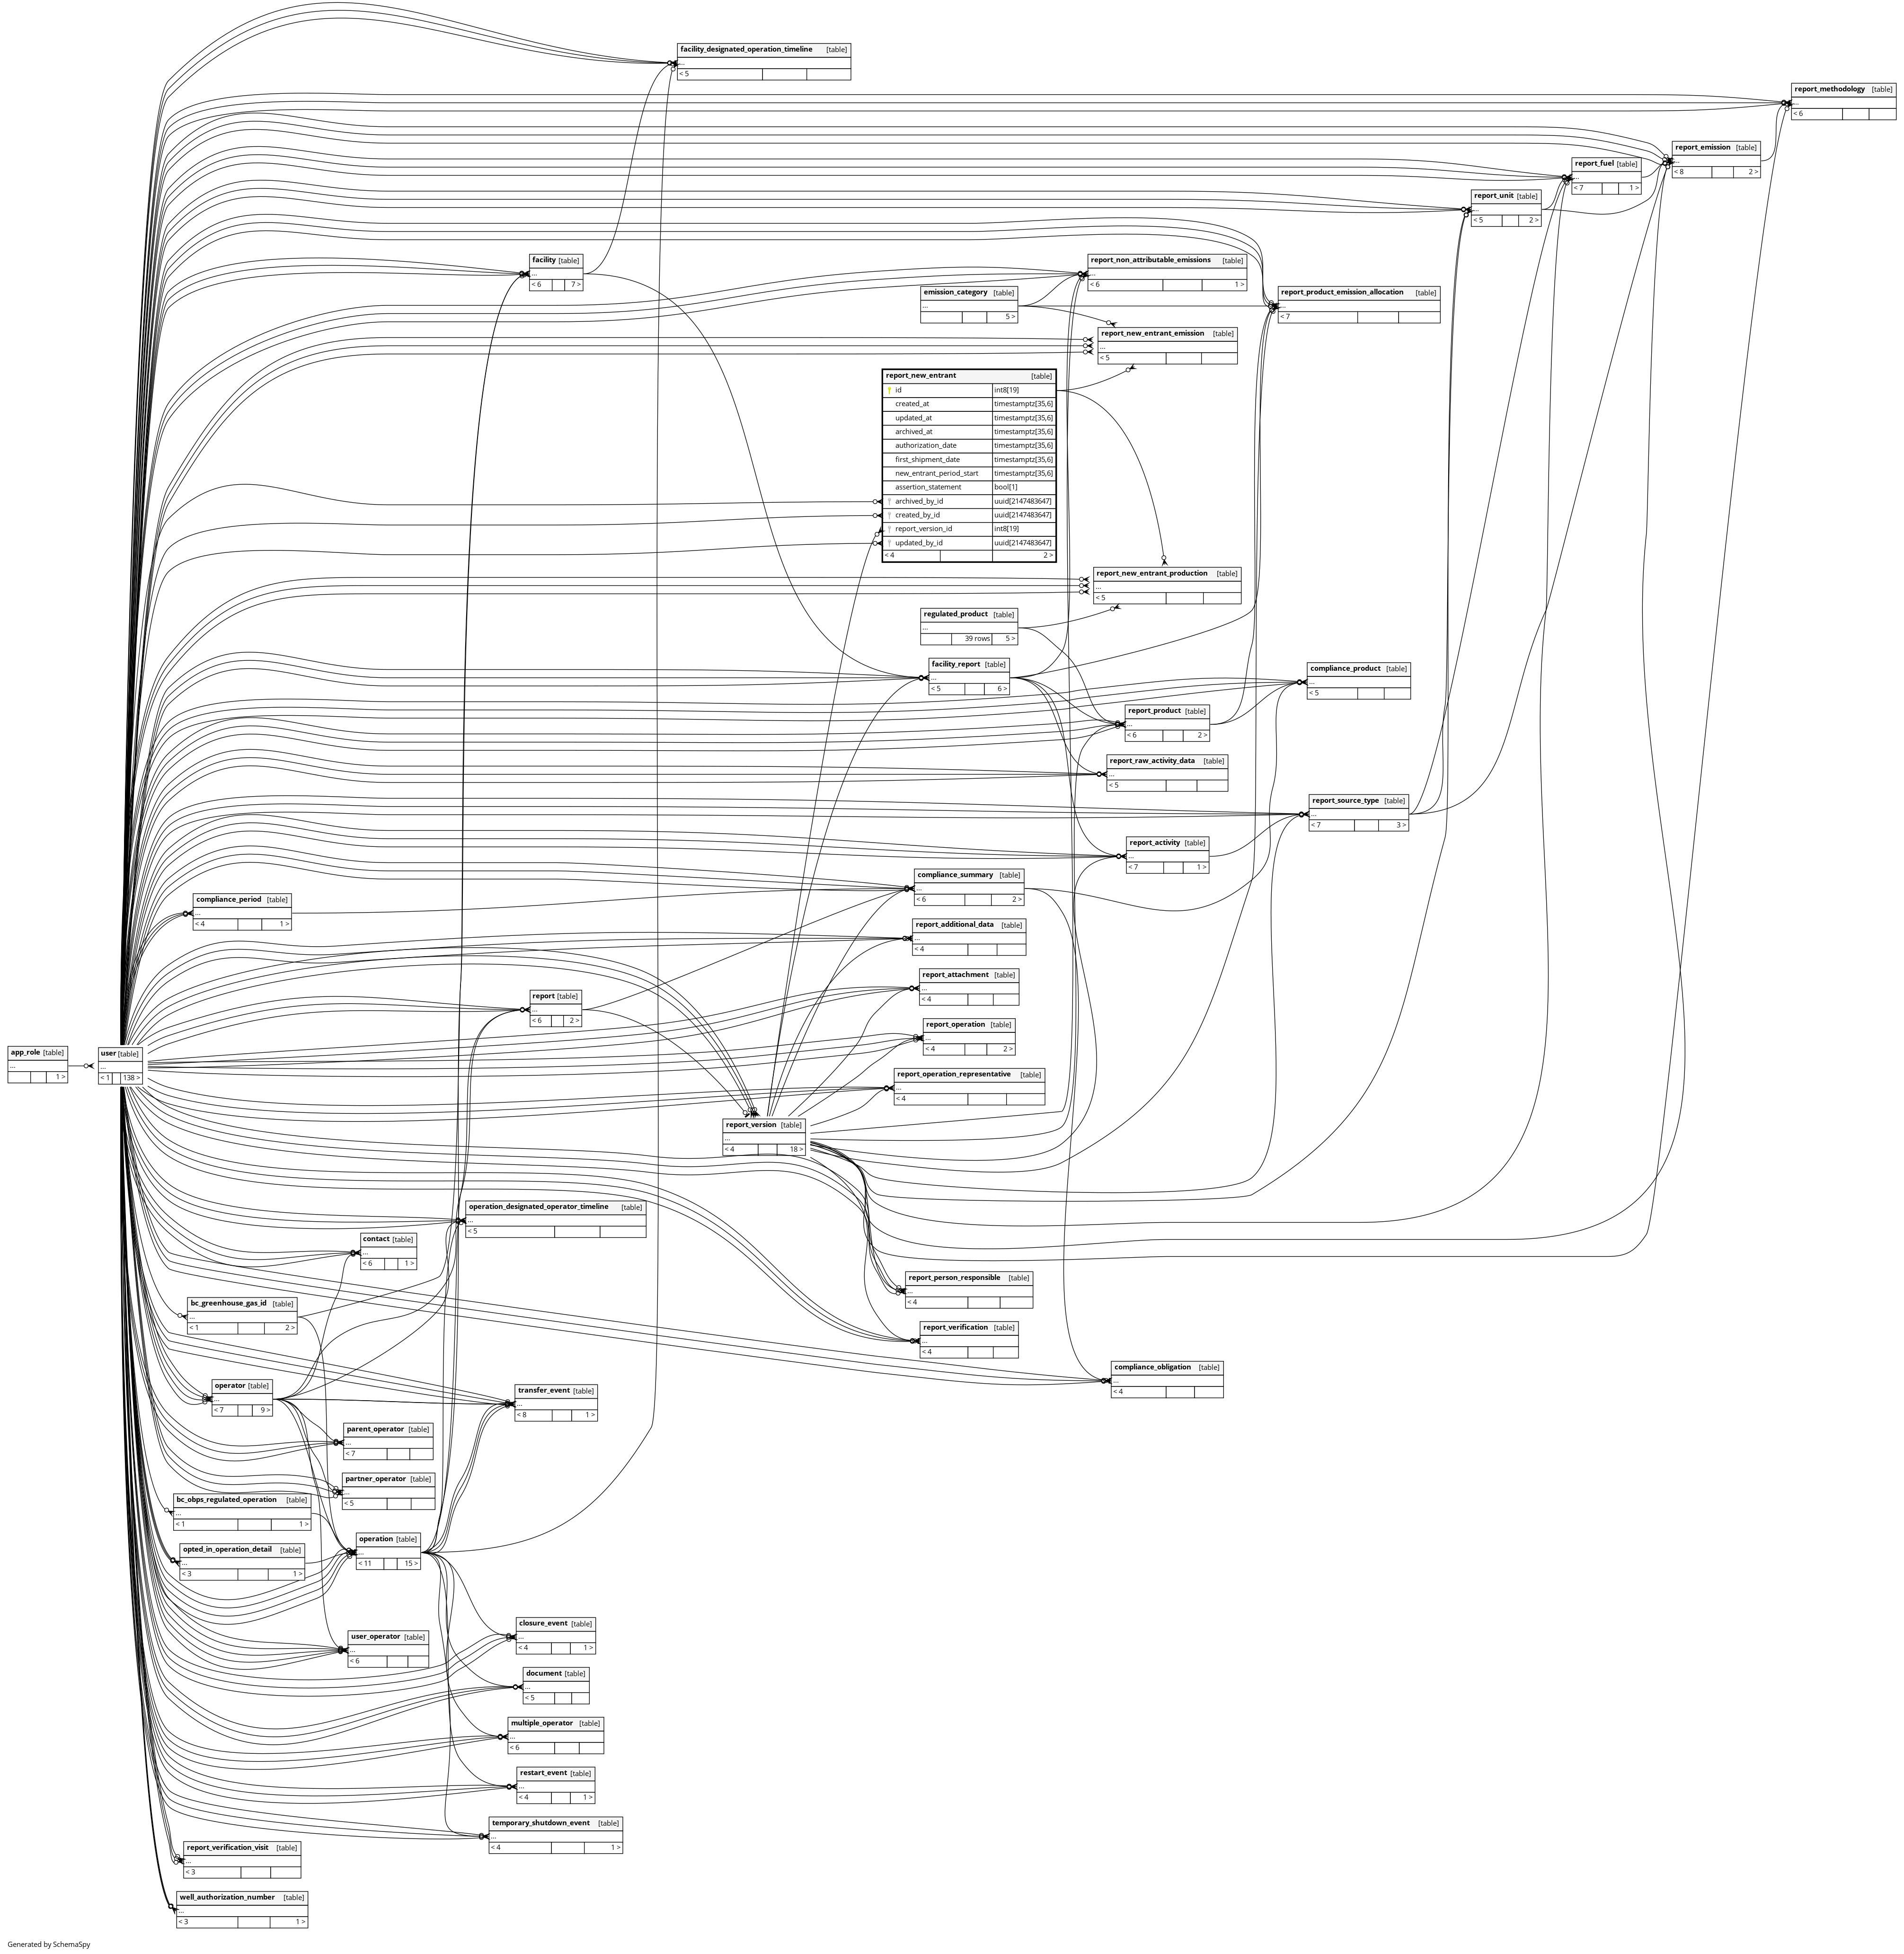 facility_designated_operation_timeline [table]
...
< 5
report_methodology [table]
...
< 6
report_emission [table]
...
< 8 2 >
report_fuel [table]
...
< 7 1 >
report_unit [table]
...
< 5 2 >
facility [table]
...
< 6 7 >
report_non_attributable_emissions [table]
...
< 6 1 >
emission_category [table]
...
5 >
report_product_emission_allocation [table]
...
< 7
report_new_entrant_emission [table]
...
< 5
report_new_entrant [table]
id int8[19]
created_at timestamptz[35,6]
updated_at timestamptz[35,6]
archived_at timestamptz[35,6]
authorization_date timestamptz[35,6]
first_shipment_date timestamptz[35,6]
new_entrant_period_start timestamptz[35,6]
assertion_statement bool[1]
archived_by_id uuid[2147483647]
created_by_id uuid[2147483647]
report_version_id int8[19]
updated_by_id uuid[2147483647]
< 4 2 >
report_new_entrant_production [table]
...
< 5
regulated_product [table]
...
39 rows 5 >
facility_report [table]
...
< 5 6 >
compliance_product [table]
...
< 5
report_product [table]
...
< 6 2 >
report_raw_activity_data [table]
...
< 5
report_source_type [table]
...
< 7 3 >
report_activity [table]
...
< 7 1 >
compliance_summary [table]
...
< 6 2 >
compliance_period [table]
...
< 4 1 >
report_additional_data [table]
...
< 4
report_attachment [table]
...
< 4
report [table]
...
< 6 2 >
report_operation [table]
...
< 4 2 >
app_role [table]
...
1 >
user [table]
...
< 1 138 >
report_operation_representative [table]
...
< 4
report_version [table]
...
< 4 18 >
operation_designated_operator_timeline [table]
...
< 5
contact [table]
...
< 6 1 >
report_person_responsible [table]
...
< 4
bc_greenhouse_gas_id [table]
...
< 1 2 >
report_verification [table]
...
< 4
compliance_obligation [table]
...
< 4
operator [table]
...
< 7 9 >
transfer_event [table]
...
< 8 1 >
parent_operator [table]
...
< 7
partner_operator [table]
...
< 5
bc_obps_regulated_operation [table]
...
< 1 1 >
operation [table]
...
< 11 15 >
opted_in_operation_detail [table]
...
< 3 1 >
closure_event [table]
...
< 4 1 >
user_operator [table]
...
< 6
document [table]
...
< 5
multiple_operator [table]
...
< 6
restart_event [table]
...
< 4 1 >
temporary_shutdown_event [table]
...
< 4 1 >
report_verification_visit [table]
...
< 3
well_authorization_number [table]
...
< 3 1 >
Generated by SchemaSpy